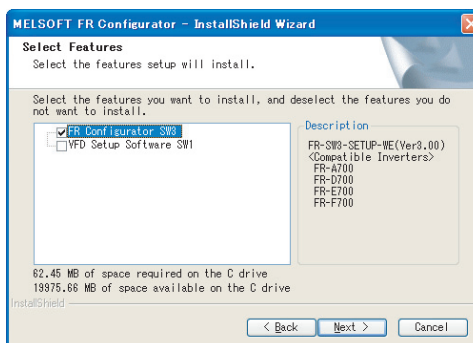 MELSOFT FR Configurator - InstallShield Wizard
Select Features
Select the features setup will install.
Select the features you want to install, and deselect the features you do
not want to install.
FR Configurator SW3
VFD Setup Software SW1
Description
FR-SW3-SETUP-WE(Ver3.00)
<Compatible Inverters>
FR-A700
FR-D700
FR-E700
FR-F700
62.45 MB of space required on the C drive
19975.66 MB of space available on the C drive
InstallShield
< Back
Next >
Cancel